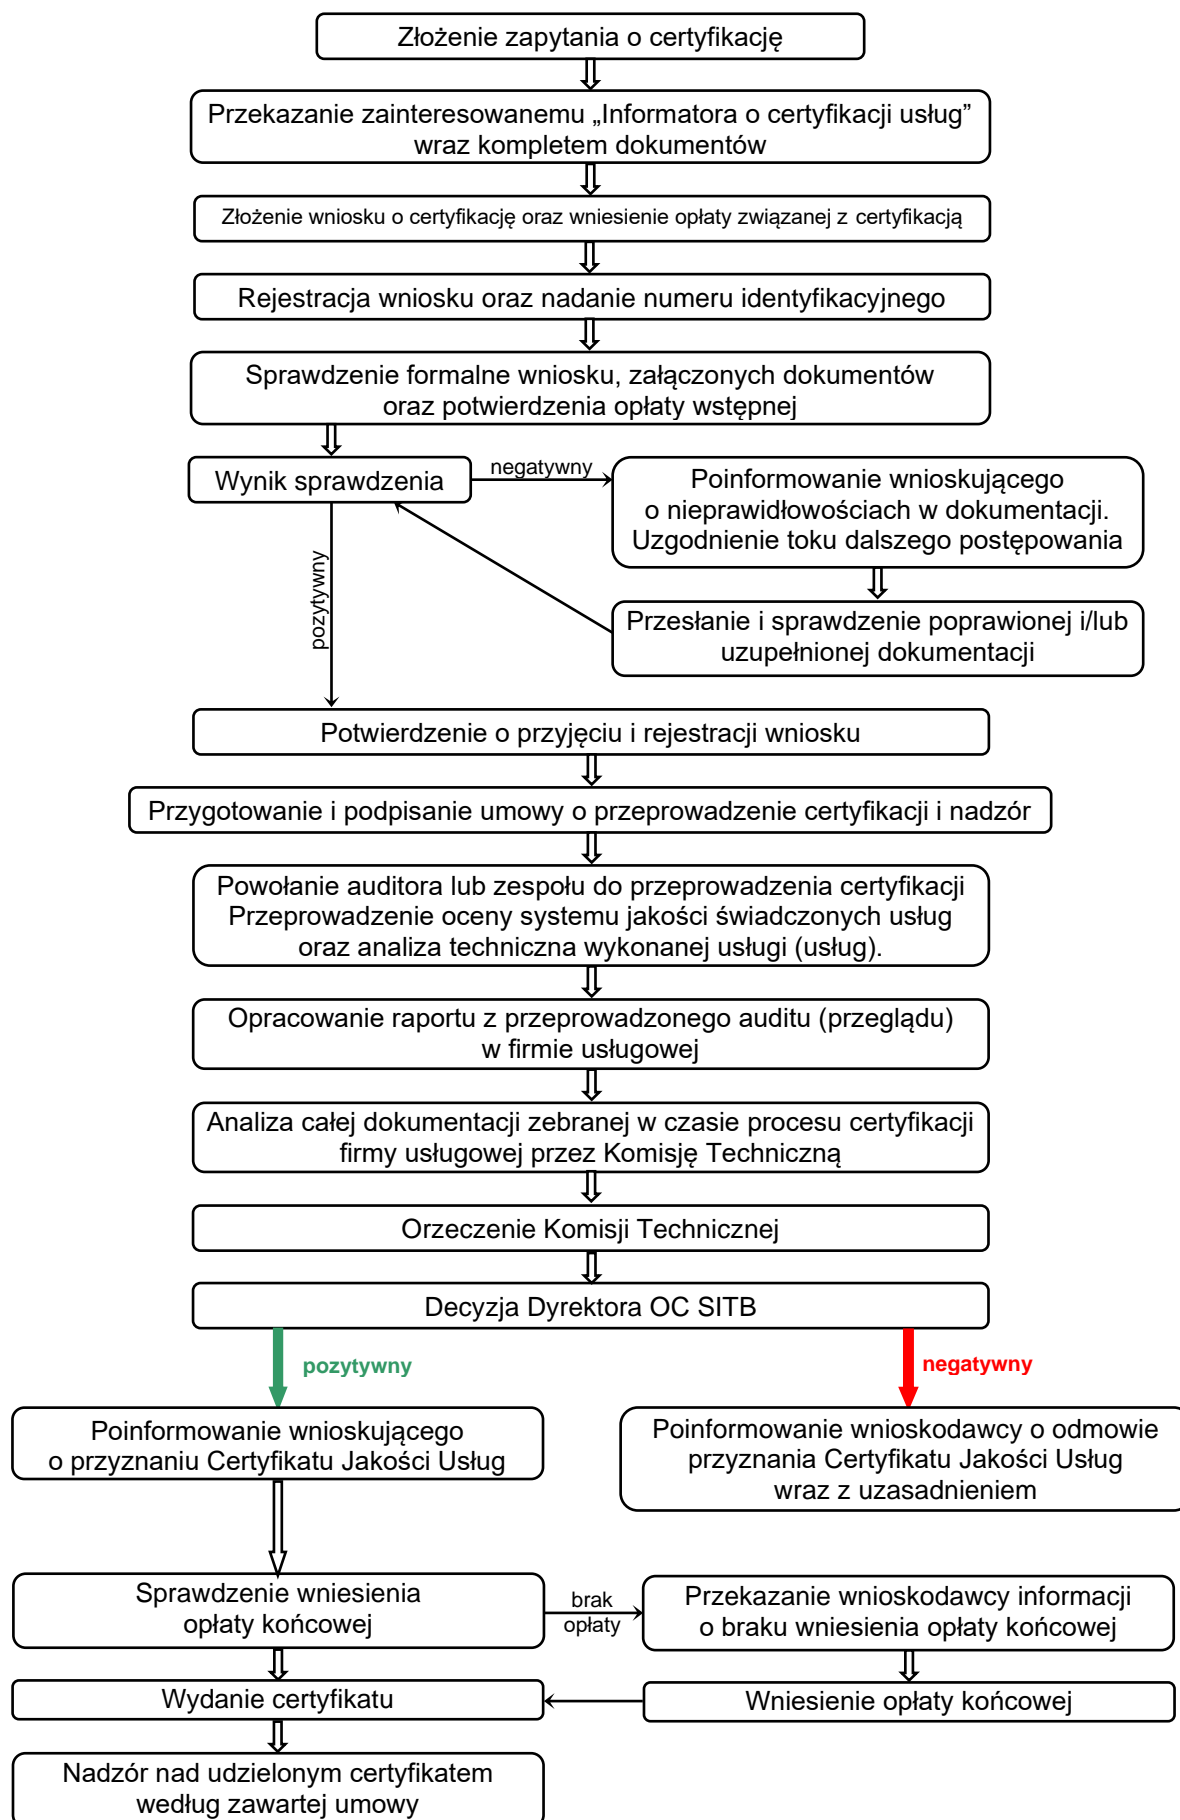 Złożenie zapytania o certyfikację
Przekazanie zainteresowanemu „Informatora o certyfikacji usług”
wraz kompletem dokumentów
Złożenie wniosku o certyfikację oraz wniesienie opłaty związanej z certyfikacją
Rejestracja wniosku oraz nadanie numeru identyfikacyjnego
Sprawdzenie formalne wniosku, załączonych dokumentów
oraz potwierdzenia opłaty wstępnej
Wynik sprawdzenia
negatywny
Poinformowanie wnioskującego
o nieprawidłowościach w dokumentacji.
Uzgodnienie toku dalszego postępowania
pozytywny
Przesłanie i sprawdzenie poprawionej i/lub
uzupełnionej dokumentacji
Potwierdzenie o przyjęciu i rejestracji wniosku
Przygotowanie i podpisanie umowy o przeprowadzenie certyfikacji i nadzór
Powołanie auditora lub zespołu do przeprowadzenia certyfikacji
Przeprowadzenie oceny systemu jakości świadczonych usług
oraz analiza techniczna wykonanej usługi (usług).
Opracowanie raportu z przeprowadzonego auditu (przeglądu)
w firmie usługowej
Analiza całej dokumentacji zebranej w czasie procesu certyfikacji
firmy usługowej przez Komisję Techniczną
Orzeczenie Komisji Technicznej
Decyzja Dyrektora OC SITB
pozytywny
negatywny
Poinformowanie wnioskującego
o przyznaniu Certyfikatu Jakości Usług
Poinformowanie wnioskodawcy o odmowie
przyznania Certyfikatu Jakości Usług
wraz z uzasadnieniem
Sprawdzenie wniesienia
opłaty końcowej
brak
opłaty
Przekazanie wnioskodawcy informacji
o braku wniesienia opłaty końcowej
Wydanie certyfikatu
Wniesienie opłaty końcowej
Nadzór nad udzielonym certyfikatem
według zawartej umowy